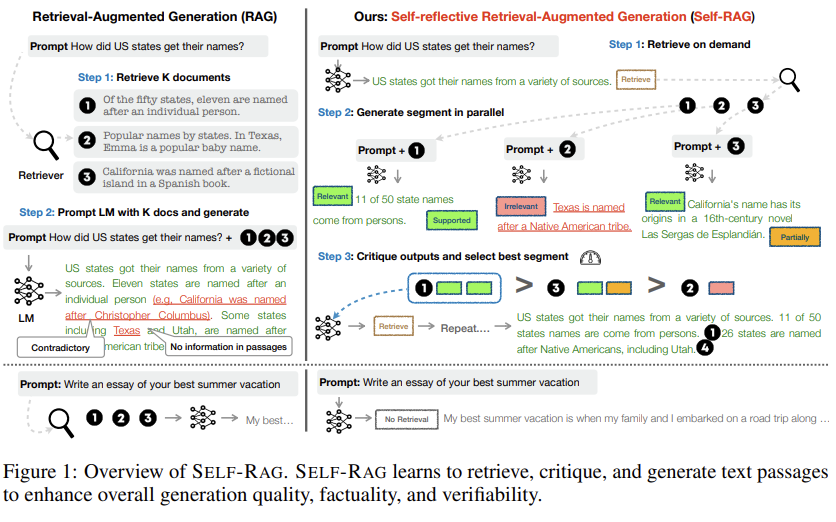 Retrieval-Augmented Generation (RAG)
Prompt How did US states get their names?
Step 1: Retrieve K documents
1 Of the fifty states, eleven are named
after an individual person.
2 Popular names by states. In Texas,
Emma is a popular baby name.
3 California was named after a fictional
island in a Spanish book.
Retriever
Step 2: Prompt LM with K docs and generate
Prompt How did US states get their names? + 1 2 3
LM
US states got their names from a variety of
sources. Eleven states are named after an
individual person (e.g, California was named
after Christopher Columbus). Some states
including Texas and Utah, are named after
merican tribe
Contradictory
No information in passages
Prompt: Write an essay of your best summer vacation
1 2 3
My best…
Ours: Self-reflective Retrieval-Augmented Generation (Self-RAG)
Prompt How did US states get their names?
Step 1: Retrieve on demand
US states got their names from a variety of sources. Retrieve
1 2 3
Step 2: Generate segment in parallel
Prompt + 1
Prompt + 2
Prompt + 3
Relevant 11 of 50 state names
come from persons. Supported
Irrelevant Texas is named
after a Native American tribe.
Relevant California's name has its
origins in a 16th-century novel
Las Sergas de Esplandián. Partially
Step 3: Critique outputs and select best segment
1 > 3 > 2
Retrieve
Repeat.…
US states got their names from a variety of sources. 11 of 50
states names are come from persons. 1 26 states are named
after Native Americans, including Utah. 4
Prompt: Write an essay of your best summer vacation
No Retrieval
My best summer vacation is when my family and I embarked on a road trip along …
Figure 1: Overview of SELF-RAG. SELF-RAG learns to retrieve, critique, and generate text passages
to enhance overall generation quality, factuality, and verifiability.